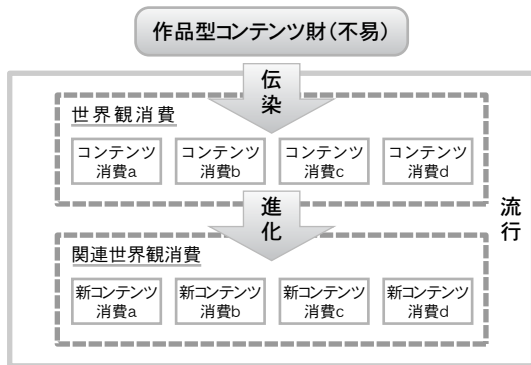 作品型コンテンツ財(不易)
伝
染
世界観消費
コンテンツ
消費a
コンテンツ
消費b
コンテンツ
消費c
コンテンツ
消費d
進
化
流
行
関連世界観消費
新コンテンツ
消費a
新コンテンツ
消費b
新コンテンツ
消費c
新コンテンツ
消費d